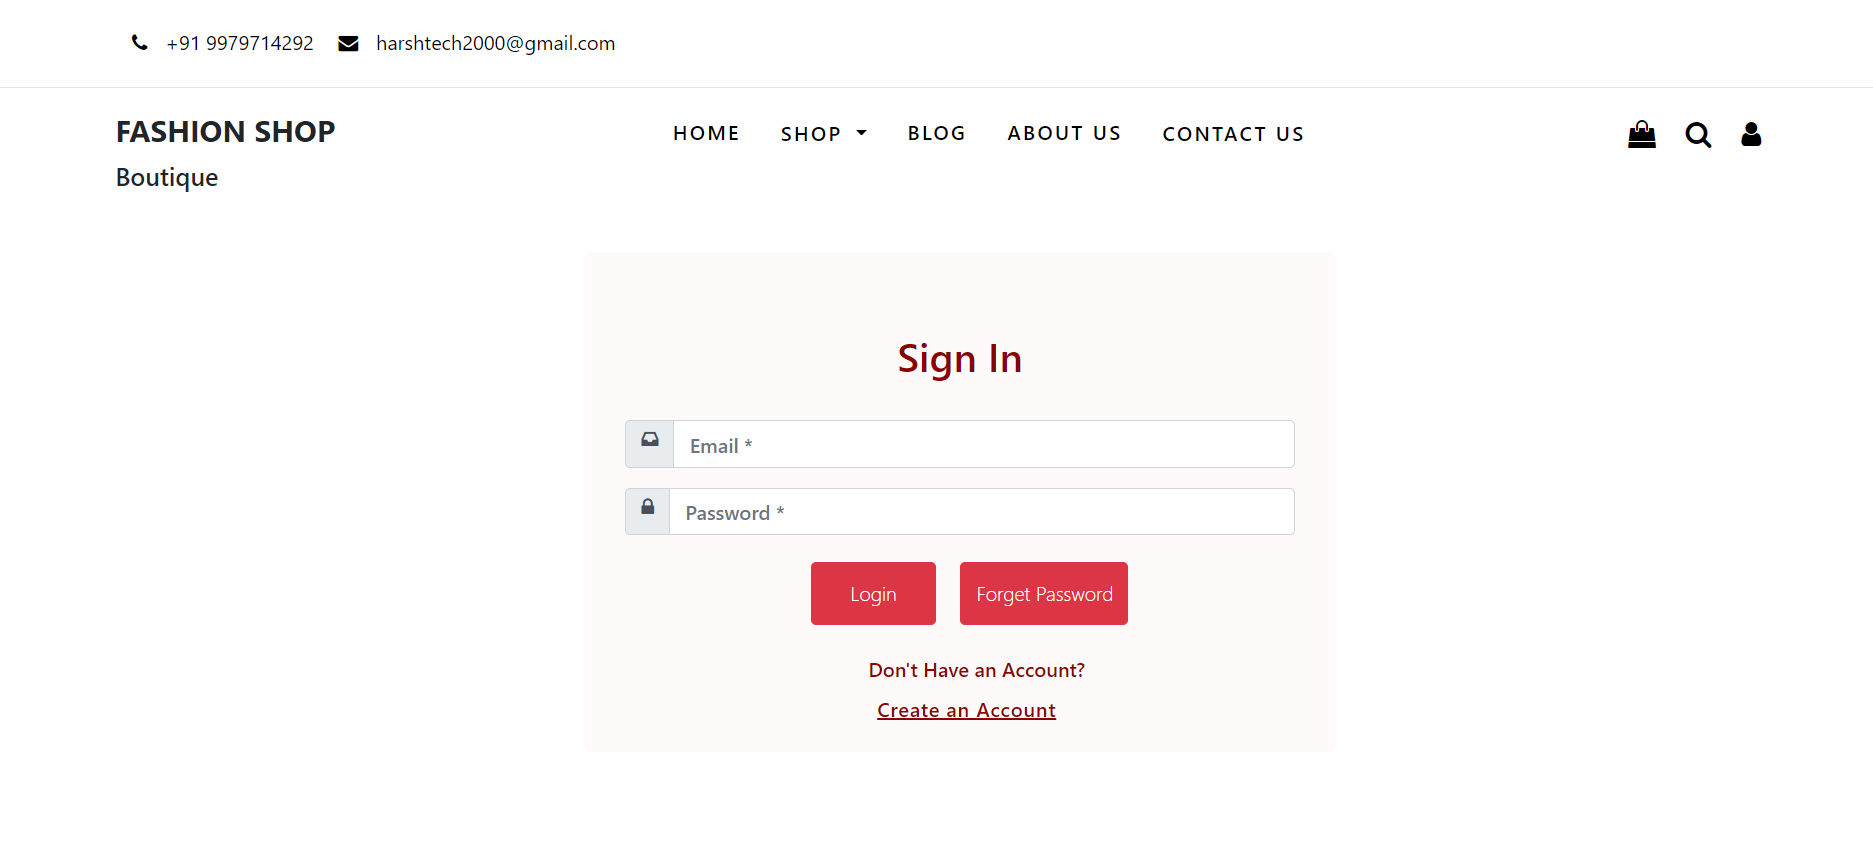 +91 9979714292 harshtech2000@gmail.com
FASHION SHOP
Boutique
HOME SHOP BLOG ABOUT US CONTACT US
Sign In
Email *
Password *
Login Forget Password
Don't Have an Account?
Create an Account